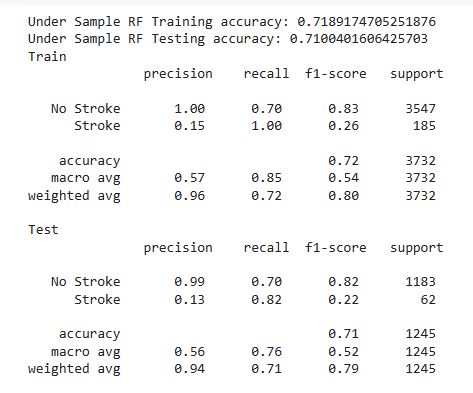 Under Sample RF Training accuracy: 0.7189174705251876
Under Sample RF Testing accuracy: 0.7100401606425703
Train
precision recall f1-score support
No Stroke 1.00 0.70 0.83 3547
Stroke 0.15 1.00 0.26 185
accuracy 0.72 3732
macro avg 0.57 0.85 0.54 3732
weighted avg 0.96 0.72 0.80 3732
Test
precision recall f1-score support
No Stroke 0.99 0.70 0.82 1183
Stroke 0.13 0.82 0.22 62
accuracy 0.71 1245
macro avg 0.56 0.76 0.52 1245
weighted avg 0.94 0.71 0.79 1245